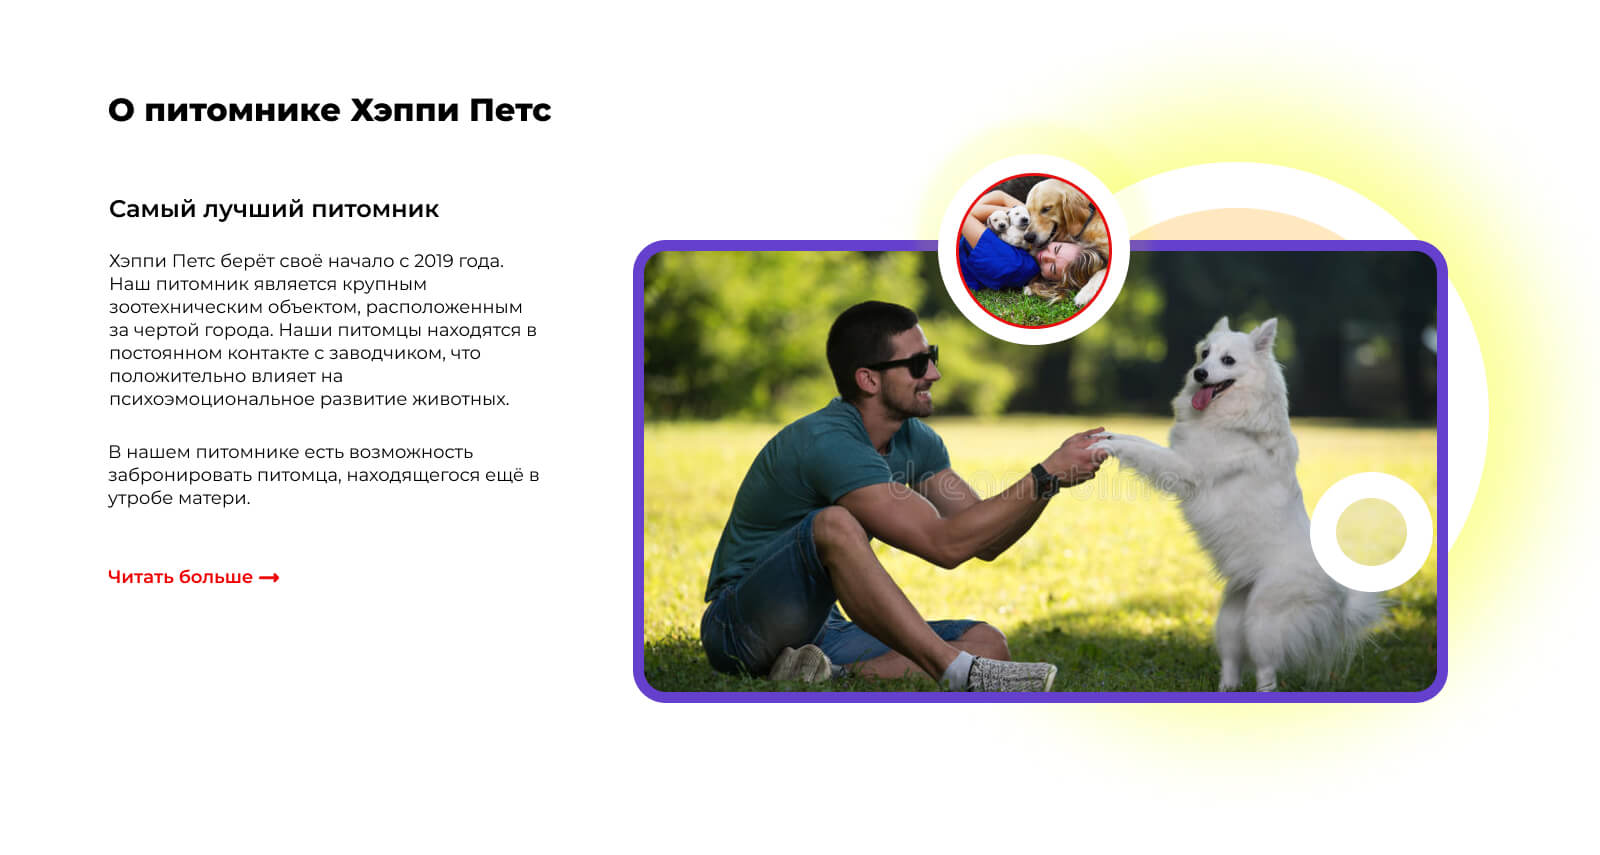 О питомнике Хэппи Петс
Самый лучший питомник
Хэппи Петс берёт своё начало с 2019 года.
Наш питомник является крупным
зоотехническим объектом, расположенным
за чертой города. Наши питомцы находятся в
постоянном контакте с заводчиком, что
положительно влияет на
психоэмоциональное развитие животных.
В нашем питомнике есть возможность
забронировать питомца, находящегося ещё в
утробе матери.
Читать больше
dreamstime